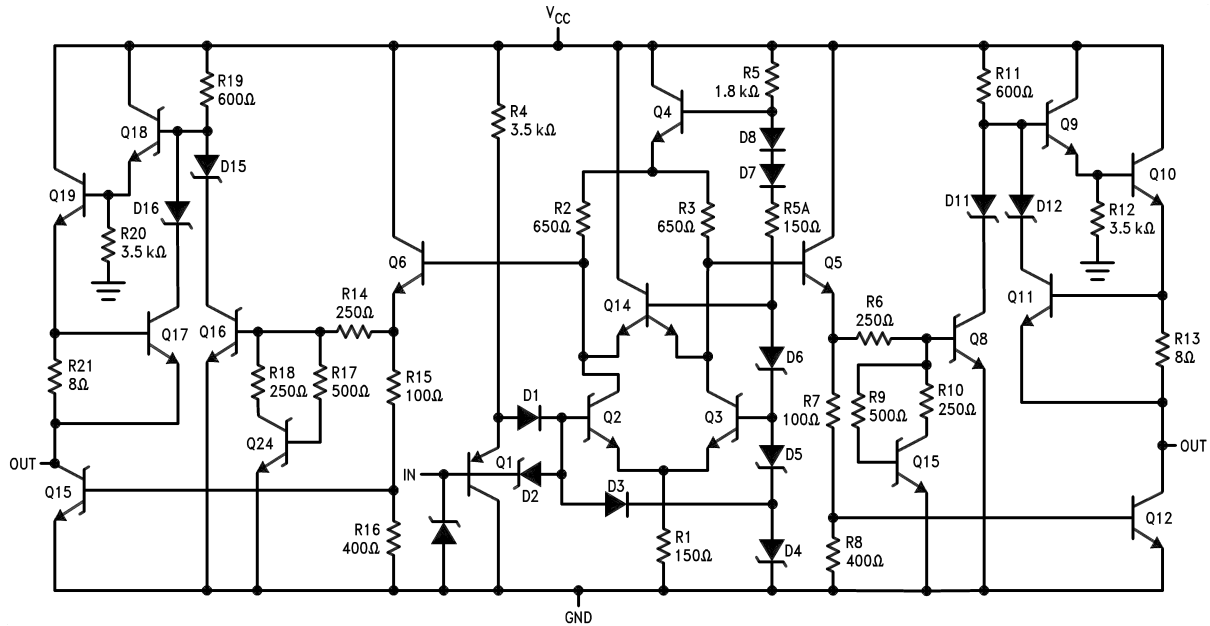 VCC
R19
600Ω
Q18
D15
Q19
D16
R20
3.5 kΩ
Q6
R4
3.5 kΩ
Q4
R5
1.8 kΩ
D8
D7
R2
650Ω
R3
650Ω
R5A
150Ω
Q5
R11
600Ω
Q9
Q10
D11
D12
R12
3.5 kΩ
Q17
Q16
R14
250Ω
Q14
R6
250Ω
Q8
Q11
R13
8Ω
R21
8Ω
R18
250Ω
R17
500Ω
R15
100Ω
D1
Q2
Q3
D6
R7
100Ω
R9
500Ω
R10
250Ω
OUT
Q24
IN
Q1
D2
D3
D5
Q15
OUT
Q15
R16
400Ω
R1
150Ω
D4
R8
400Ω
Q12
GND